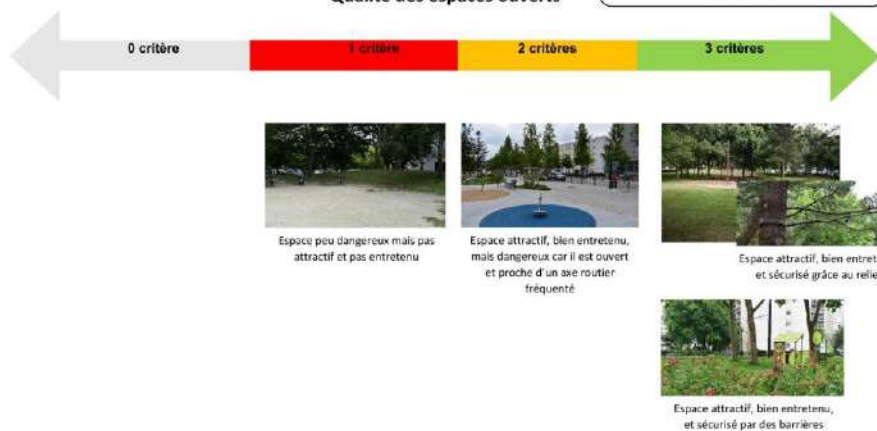 Qualité des espaces ouverts
0 critère
1 critère
2 critères
3 critères
Espace peu dangereux mais pas
attractif et pas entretenu
Espace attractif, bien entretenu,
mais dangereux car il est ouvert
et proche d'un axe routier
fréquenté
Espace attractif, bien entrete
et sécurisé grâce au relie
Espace attractif, bien entretenu,
et sécurisé par des barrières